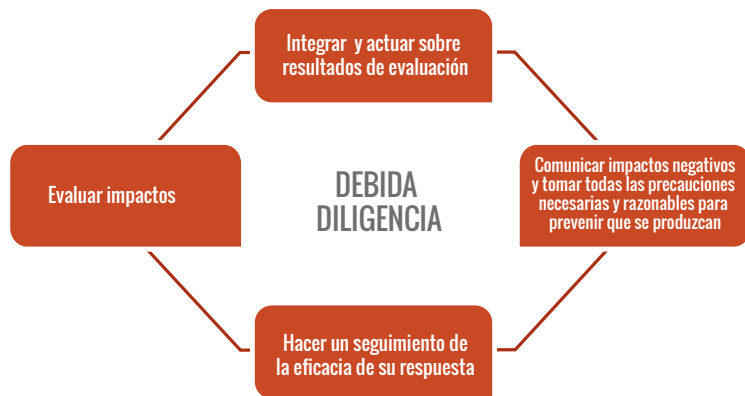 Integrar y actuar sobre
resultados de evaluación
Evaluar impactos
DEBIDA
DILIGENCIA
Comunicar impactos negativos
y tomar todas las precauciones
necesarias y razonables para
prevenir que se produzcan
Hacer un seguimiento de
la eficacia de su respuesta